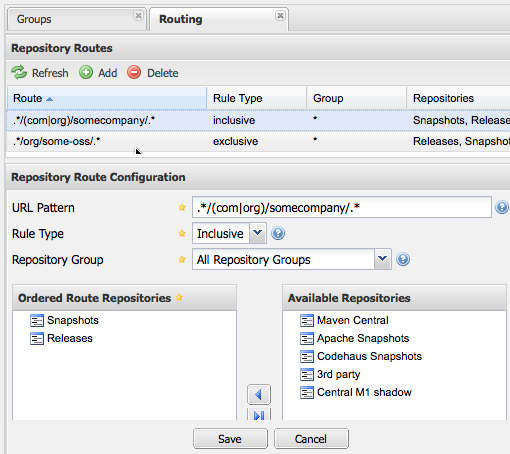 Groups Routing
Repository Routes
Refresh Add Delete
Route Rule Type Group Repositories
.*/(com|org)/somecompany/.* inclusive * Snapshots, Release
.*/org/some-oss/.* exclusive * Releases, Snapshot
Repository Route Configuration
URL Pattern .*/(com|org)/somecompany/.*
Rule Type Inclusive
Repository Group All Repository Groups
Ordered Route Repositories Available Repositories
Snapshots Maven Central
Releases Apache Snapshots
Codehaus Snapshots
3rd party
Central M1 shadow
Save Cancel